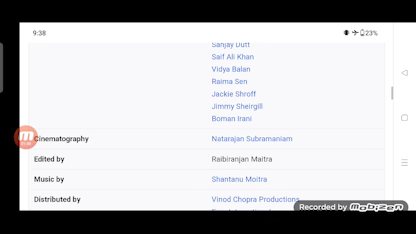 9:38
23%
Sanjay Dutt
Saif Ali Khan
Vidya Balan
Raima Sen
Jackie Shroff
Jimmy Sheirgill
Boman Irani
Cinematography Natarajan Subramaniam
Edited by Raibiranjan Maitra
Music by Shantanu Moitra
Distributed by Vinod Chopra Productions
Recorded by Mobizen